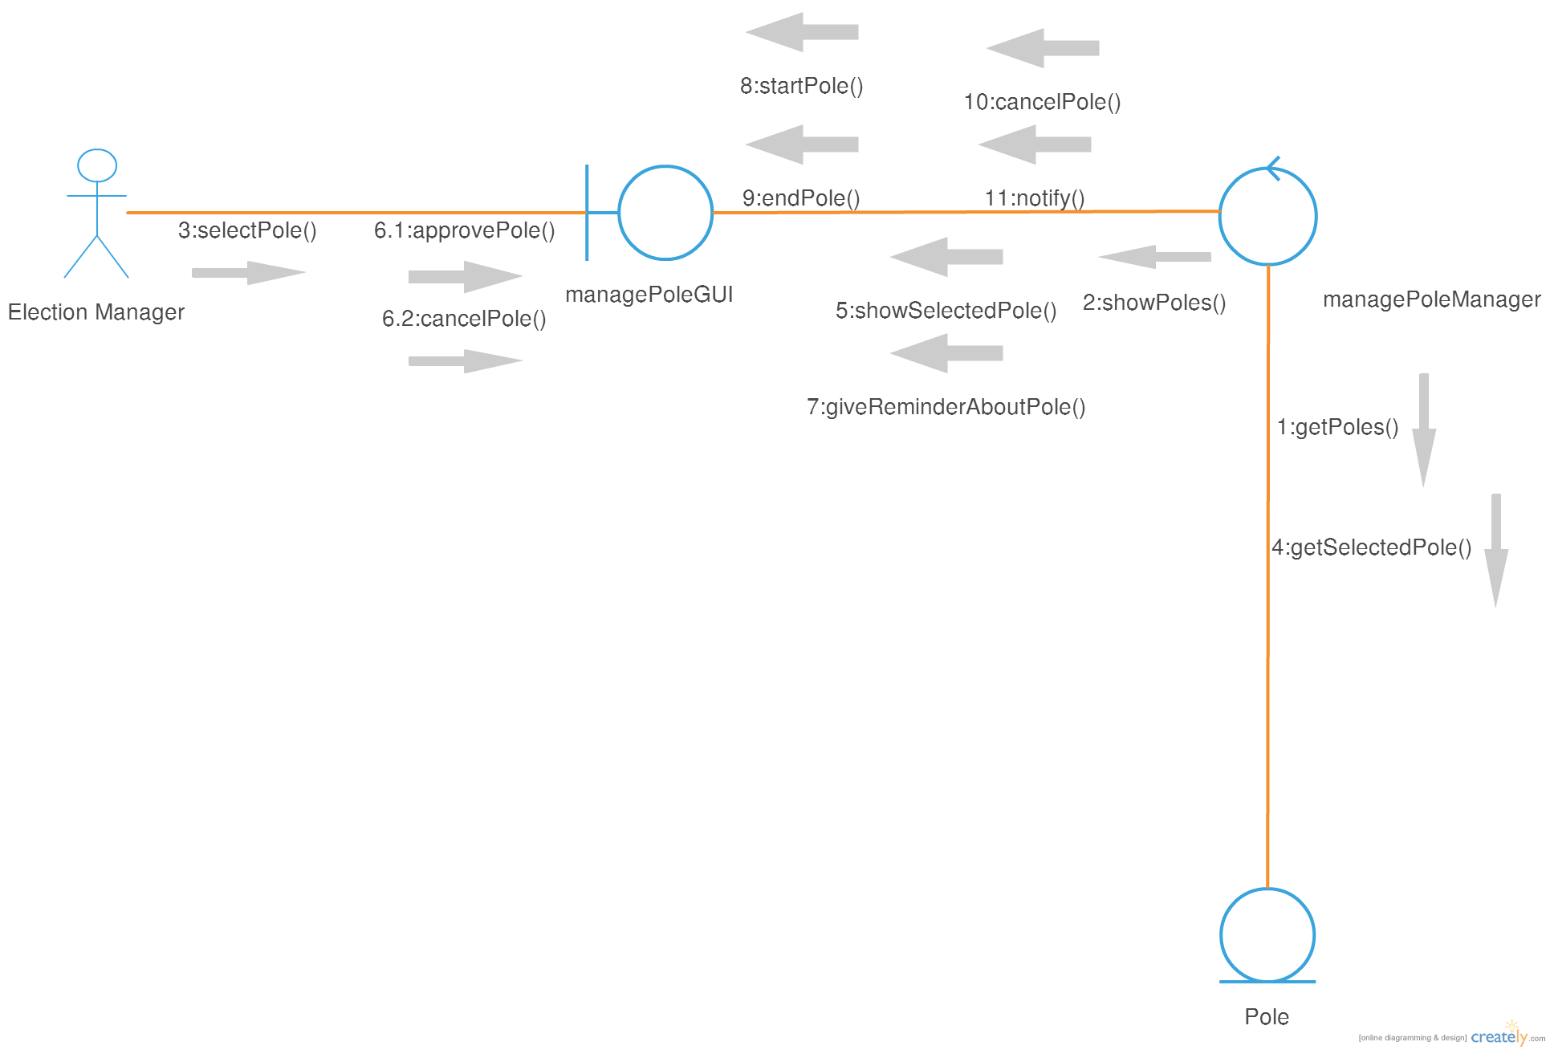 8:startPole()
10:cancelPole()
9:endPole()
11:notify()
3:selectPole()
6.1:approvePole()
managePoleGUI
managePoleManager
Election Manager
6.2:cancelPole()
5:showSelectedPole()
2:showPoles()
7:giveReminderAboutPole()
1:getPoles()
4:getSelectedPole()
Pole
[online diagramming & design] creately.com